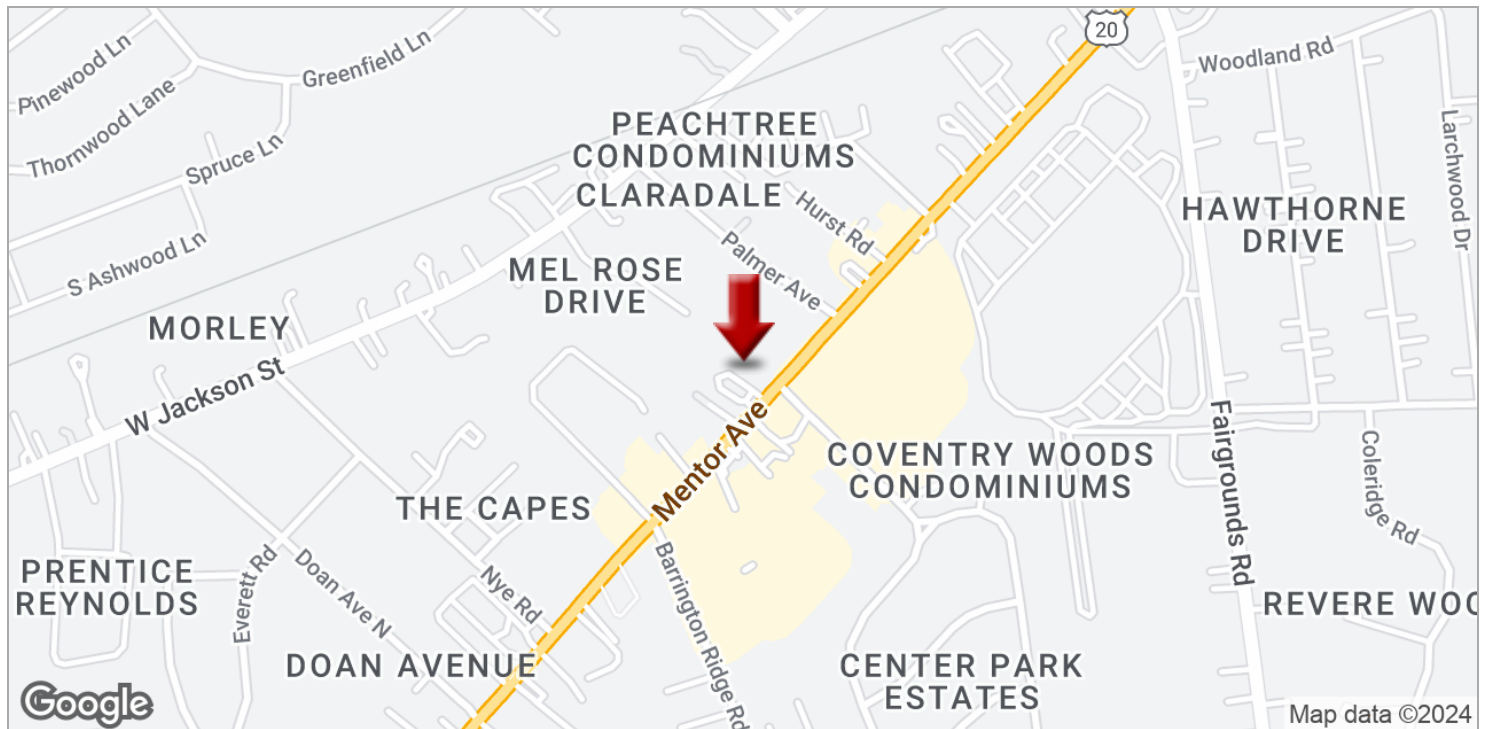 20
Pinewood Ln
Greenfield Ln
Woodland Rd
Thornwood Lane
Larchwood Dr
PEACHTREE
CONDOMINIUMS
Spruce Ln
CLARADALE
Hurst Rd
HAWTHORNE
DRIVE
S Ashwood Ln
Palmer Ave
MEL ROSE
DRIVE
MORLEY
W Jackson St
Mentor Ave
Fairgrounds Rd
Coleridge Rd
COVENTRY WOODS
CONDOMINIUMS
THE CAPES
PRENTICE
REYNOLDS
Everett Rd
Doan Ave N
Nye Rd
Barrington Ridge Rd
REVERE WOO
DOAN AVENUE
CENTER PARK
ESTATES
Google
Map data ©2024